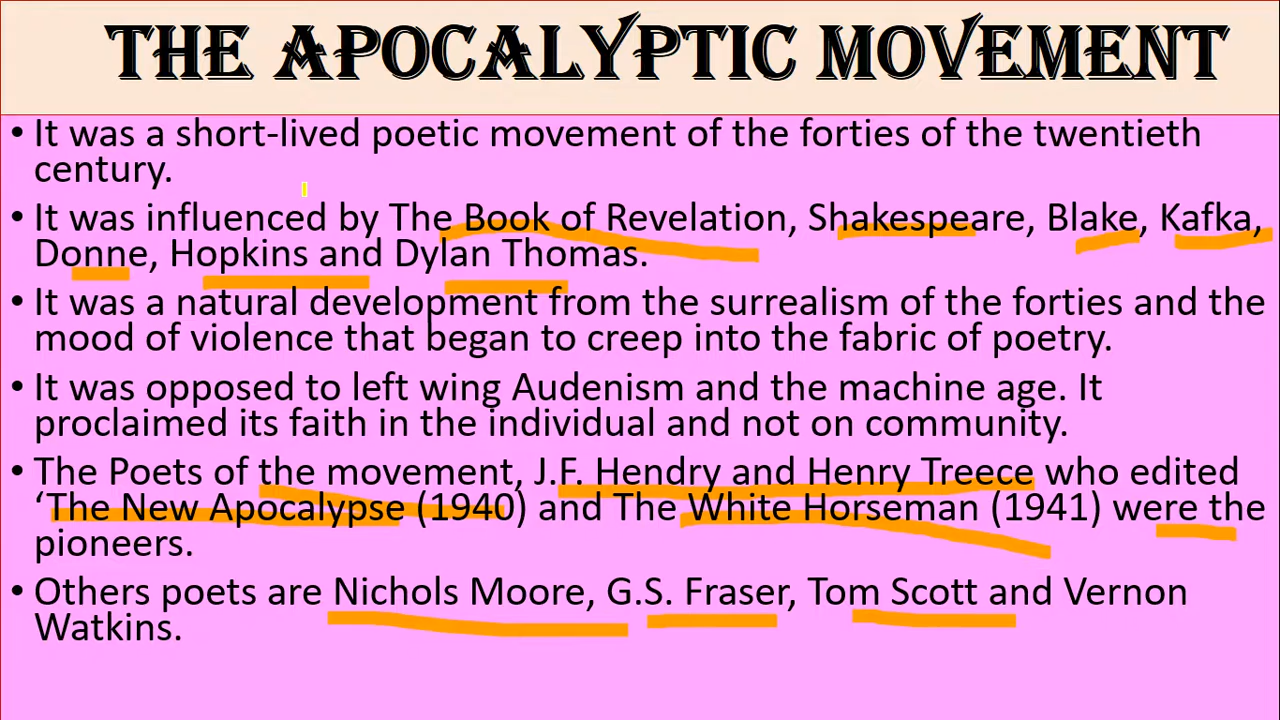 THE APOCALYPTIC MOVEMENT
• It was a short-lived poetic movement of the forties of the twentieth
century.
• It was influenced by The Book of Revelation, Shakespeare, Blake, Kafka,
Donne, Hopkins and Dylan Thomas.
• It was a natural development from the surrealism of the forties and the
mood of violence that began to creep into the fabric of poetry.
• It was opposed to left wing Audenism and the machine age. It
proclaimed its faith in the individual and not on community.
• The Poets of the movement, J.F. Hendry and Henry Treece who edited
‘The New Apocalypse (1940) and The White Horseman (1941) were the
pioneers.
• Others poets are Nichols Moore, G.S. Fraser, Tom Scott and Vernon
Watkins.